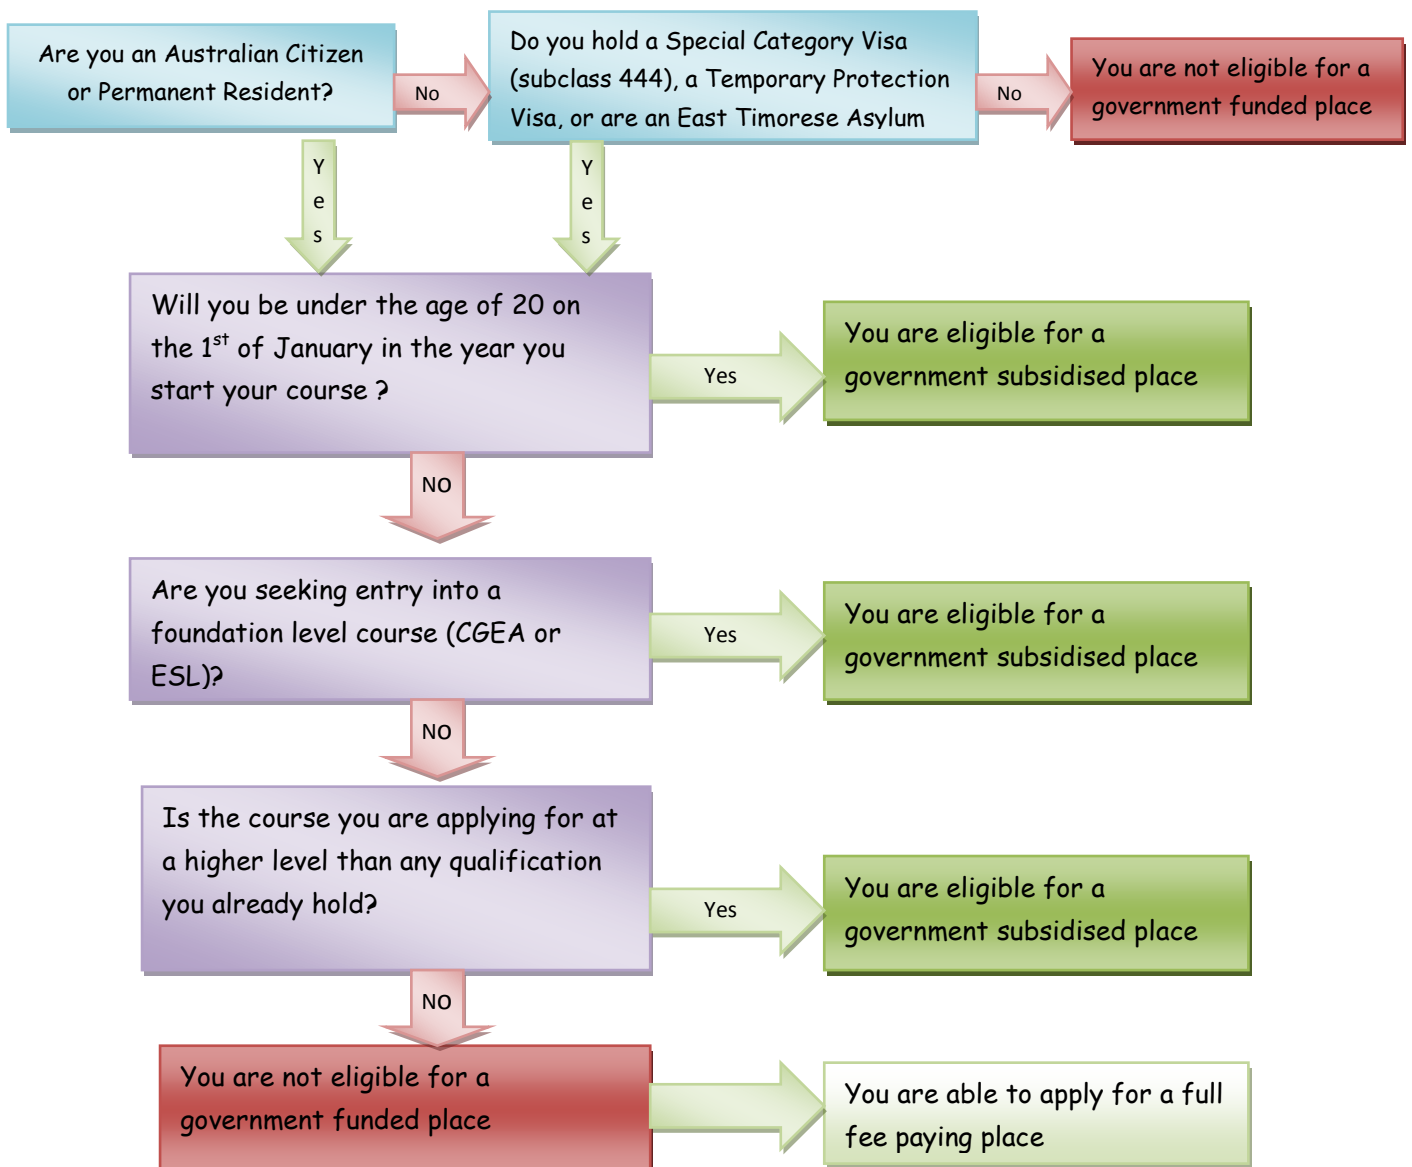 Are you an Australian Citizen
or Permanent Resident?
No
Do you hold a Special Category Visa
(subclass 444), a Temporary Protection
Visa, or are an East Timorese Asylum
No
You are not eligible for a
government funded place
Yes
Yes
Will you be under the age of 20 on
the 1st of January in the year you
start your course ?
Yes
You are eligible for a
government subsidised place
NO
Are you seeking entry into a
foundation level course (CGEA or
ESL)?
Yes
You are eligible for a
government subsidised place
NO
Is the course you are applying for at
a higher level than any qualification
you already hold?
Yes
You are eligible for a
government subsidised place
NO
You are not eligible for a
government funded place
You are able to apply for a full
fee paying place